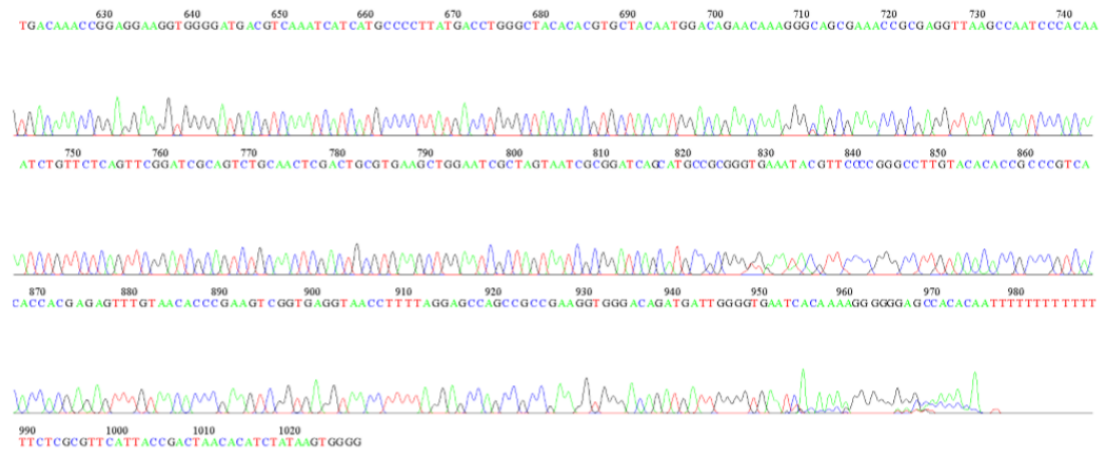 630 640 650 660 670 680 690 700 710 720 730 740
TGACAAACCGGAGGAAGGTGGGGATGACGTCAAATCATCATGCCCCTTATGACCTGGGCTACACACGTGCTACAATGGACAGAACAAAGGGCAGCGAAACCGCGAGGTTAAGCCAATCCCACAA
750 760 770 780 790 800 810 820 830 840 850 860
ATCTGTTCTCAGTTCGGATCGCAGTCTGCAACTCGACTGCGTGAAGCTGGAATCGCTAGTAATCGCGGATCAGCATGCCGCGGGTGAAATACGTTCCCCGGGCCTTGTACACACCGCCCGTCA
870 880 890 900 910 920 930 940 950 960 970 980
CACCACGAGAGTTTGTAACACCCGAAGTCGGTGAGGTAACCTTTTAGGAGCCAGCCGCCGAAGGTGGGACAGATGATTGGGGTGAATCACAAAAGGGGGGAGCCACACAATTTTTTTTTTTTT
990 1000 1010 1020
TTCTCGCGTTCATTACCGACTAACACATCTATAAGTGGGG